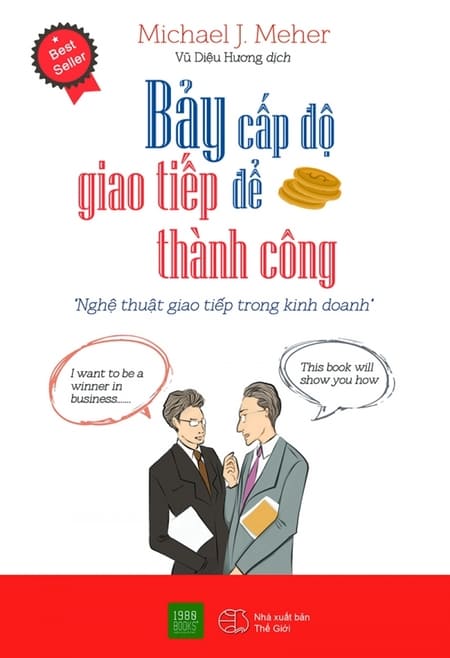 Michael J. Meher
Vũ Diệu Hương dịch
Best
Seller
Bảy cấp độ
giao tiếp để
thành công
"Nghệ thuật giao tiếp trong kinh doanh"
I want to be a
winner in
business......
This book will
show you how
1980
BOOKS
Nhà xuất bản
Thế Giới